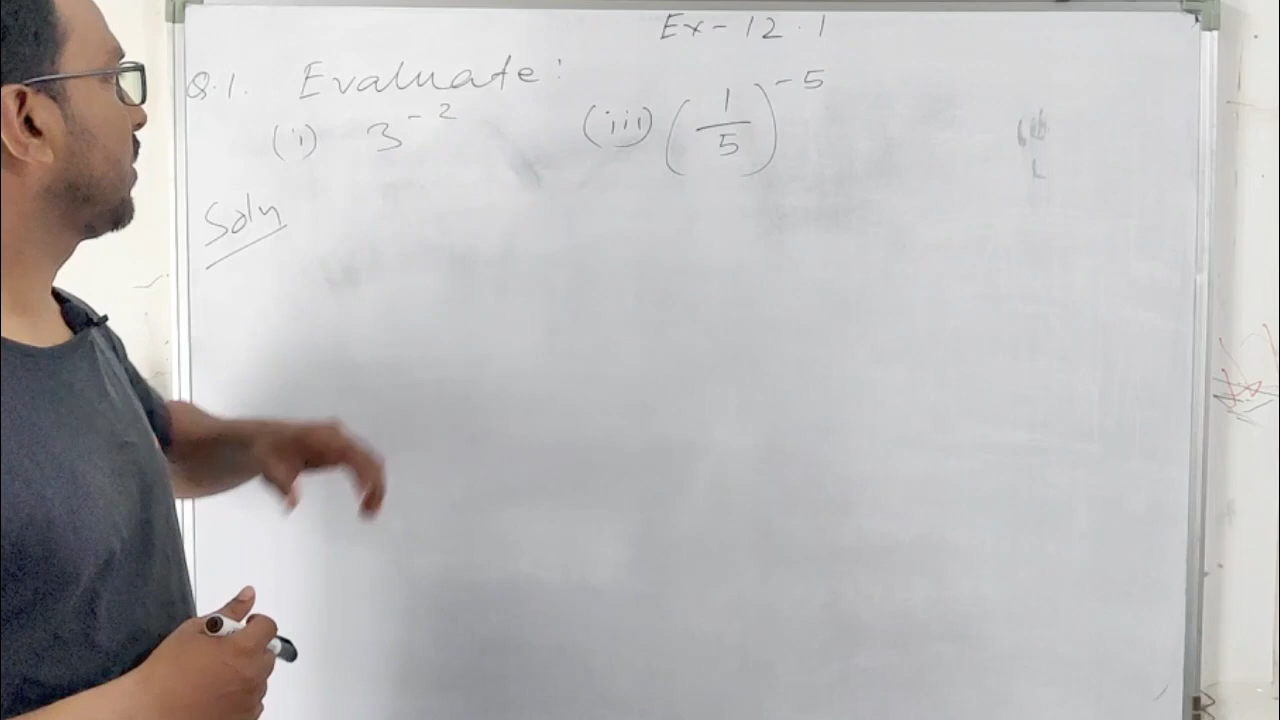 Ex-12.1
Q.1. Evaluate:
(i) 3⁻² (iii) (1/5)⁻⁵
Soln